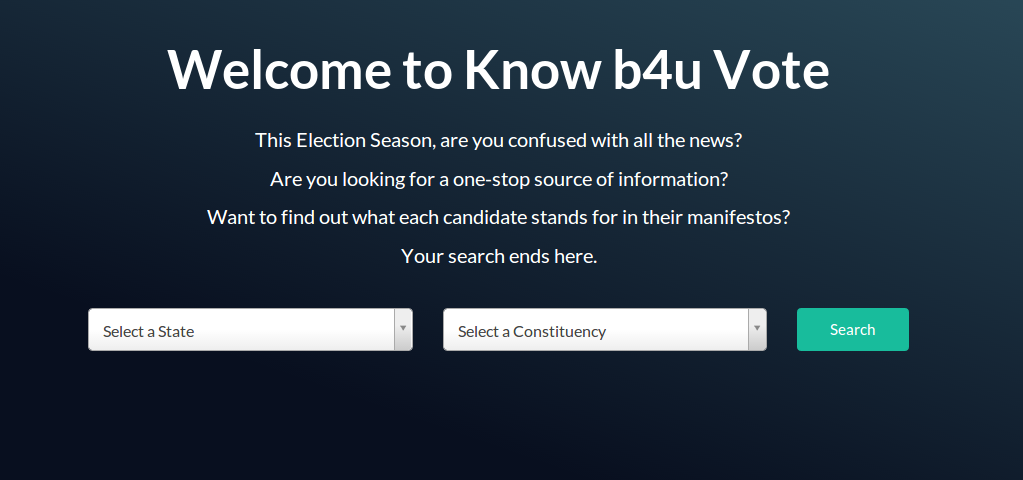 Welcome to Know b4u Vote
This Election Season, are you confused with all the news?
Are you looking for a one-stop source of information?
Want to find out what each candidate stands for in their manifestos?
Your search ends here.
Select a State
Select a Constituency
Search